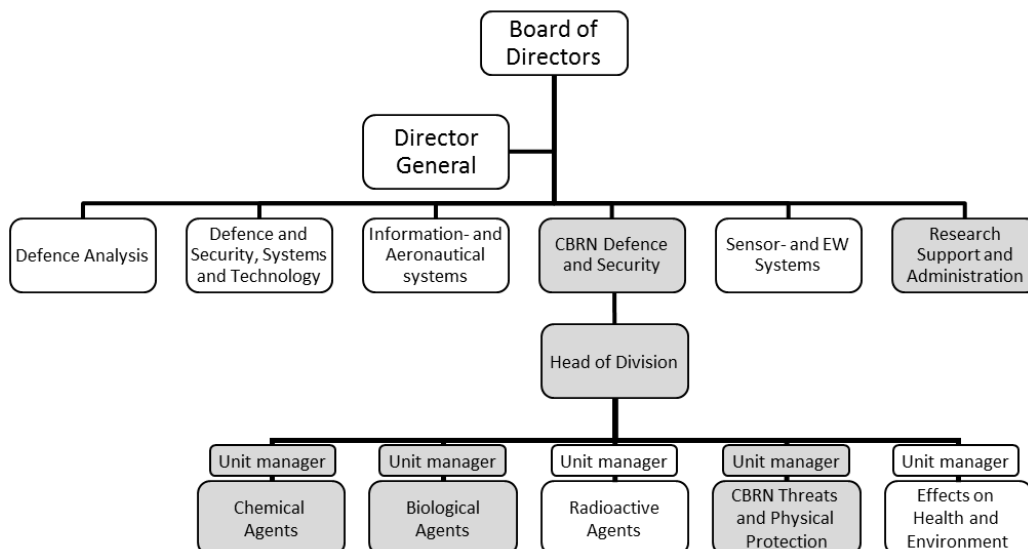 Board of
Directors
Director
General
Defence Analysis
Defence and
Security, Systems
and Technology
Information- and
Aeronautical
systems
CBRN Defence
and Security
Sensor- and EW
Systems
Research
Support and
Administration
Head of
Division
Unit manager
Unit manager
Unit manager
Unit manager
Unit manager
Chemical
Agents
Biological
Agents
Radioactive
Agents
CBRN Threats
and Physical
Protection
Effects on
Health and
Environment